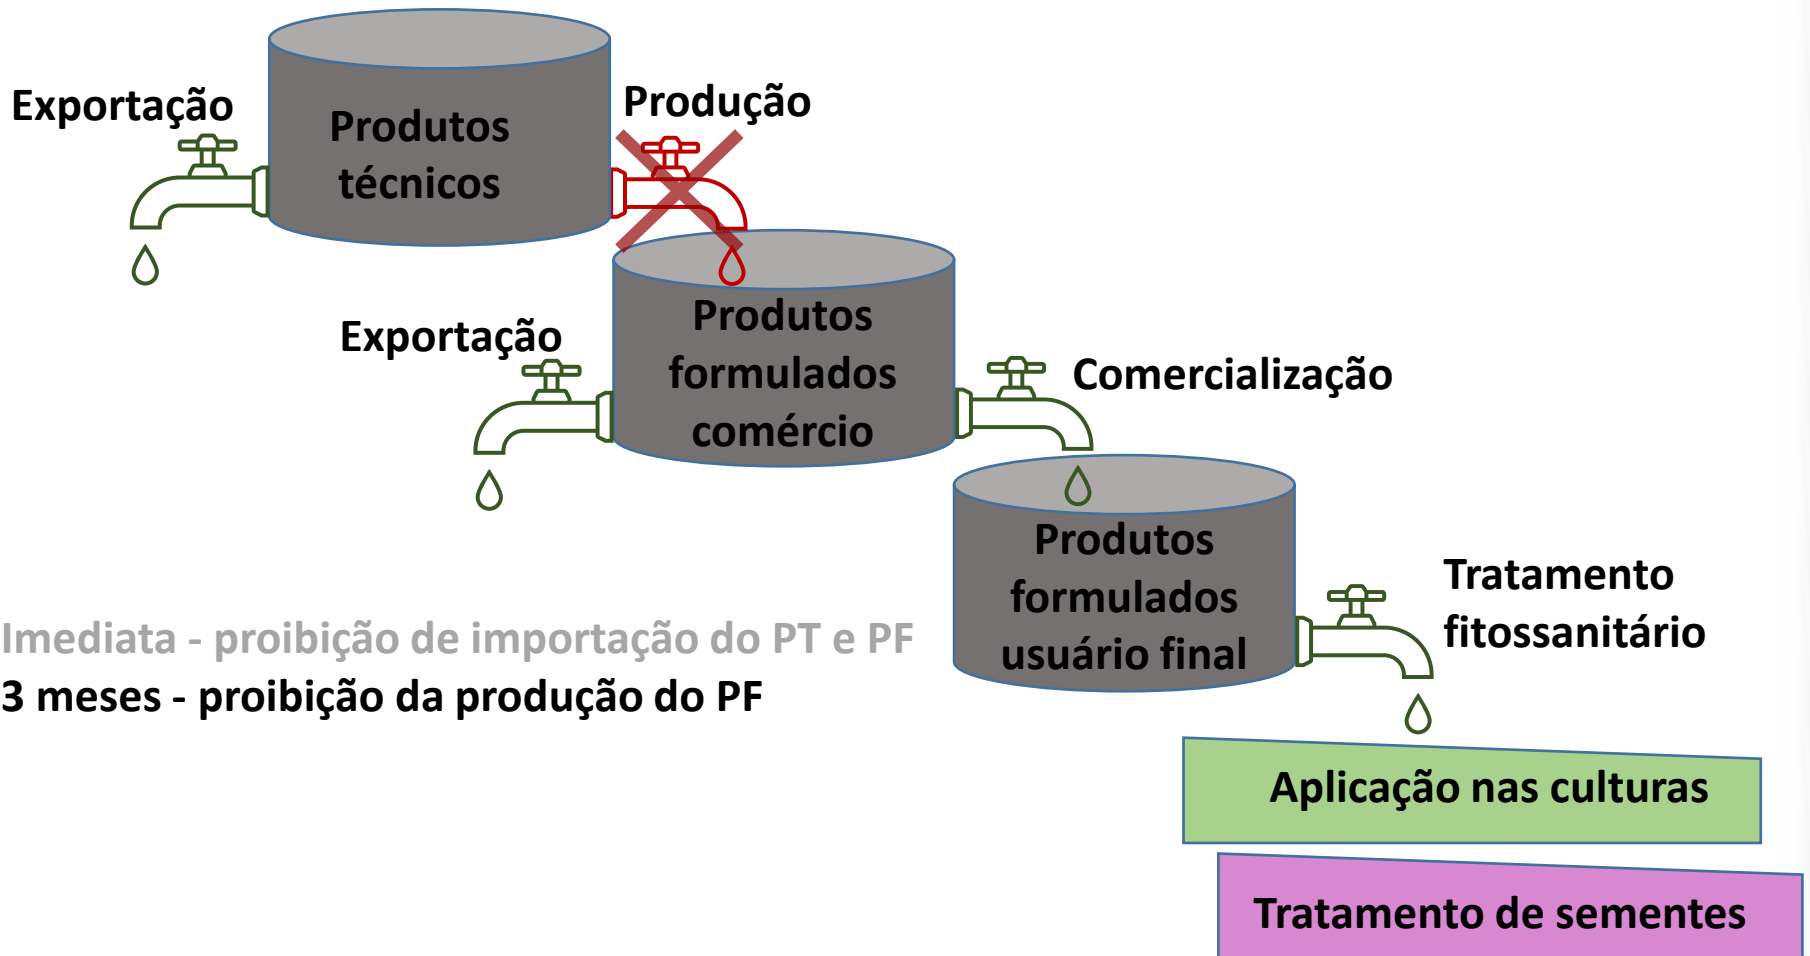 Exportação
Produtos
técnicos
Produção
Exportação
Produtos
formulados
comércio
Comercialização
Produtos
formulados
usuário final
Tratamento
fitossanitário
Imediata - proibição de importação do PT e PF
3 meses - proibição da produção do PF
Aplicação nas culturas
Tratamento de sementes